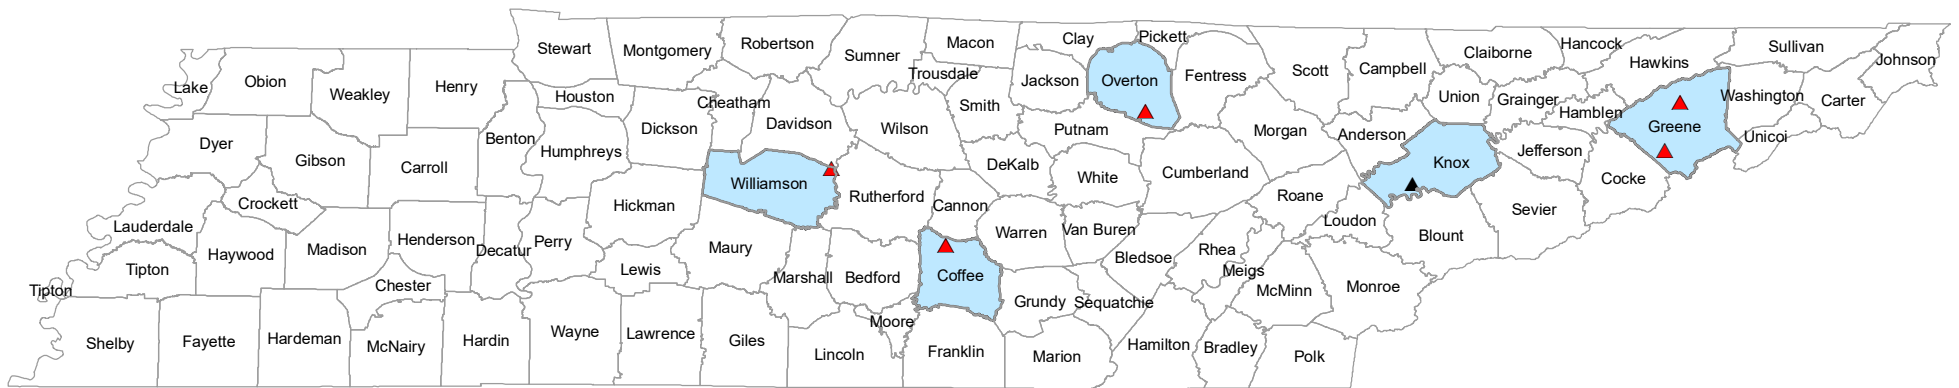 Stewart
Montgomery
Robertson
Sumner
Macon
Clay
Pickett
Claiborne
Hancock
Sullivan
Johnson
Lake
Obion
Weakley
Henry
Houston
Cheatham
Trousdale
Jackson
Overton
Fentress
Scott
Campbell
Hawkins
Dickson
Davidson
Wilson
Smith
Putnam
Morgan
Anderson
Union
Grainger
Hamblen
Greene
Washington
Carter
Unicoi
Dyer
Gibson
Carroll
Benton
Humphreys
Williamson
Rutherford
Cannon
DeKalb
White
Cumberland
Roane
Knox
Jefferson
Cocke
Lauderdale
Crockett
Haywood
Madison
Henderson
Decatur
Perry
Hickman
Maury
Warren
Van Buren
Loudon
Blount
Sevier
Tipton
Tipton
Chester
Lewis
Marshall
Bedford
Coffee
Grundy
Sequatchie
Bledsoe
Rhea
Meigs
McMinn
Monroe
Shelby
Fayette
Hardeman
McNairy
Hardin
Wayne
Lawrence
Giles
Lincoln
Moore
Franklin
Marion
Hamilton
Bradley
Polk